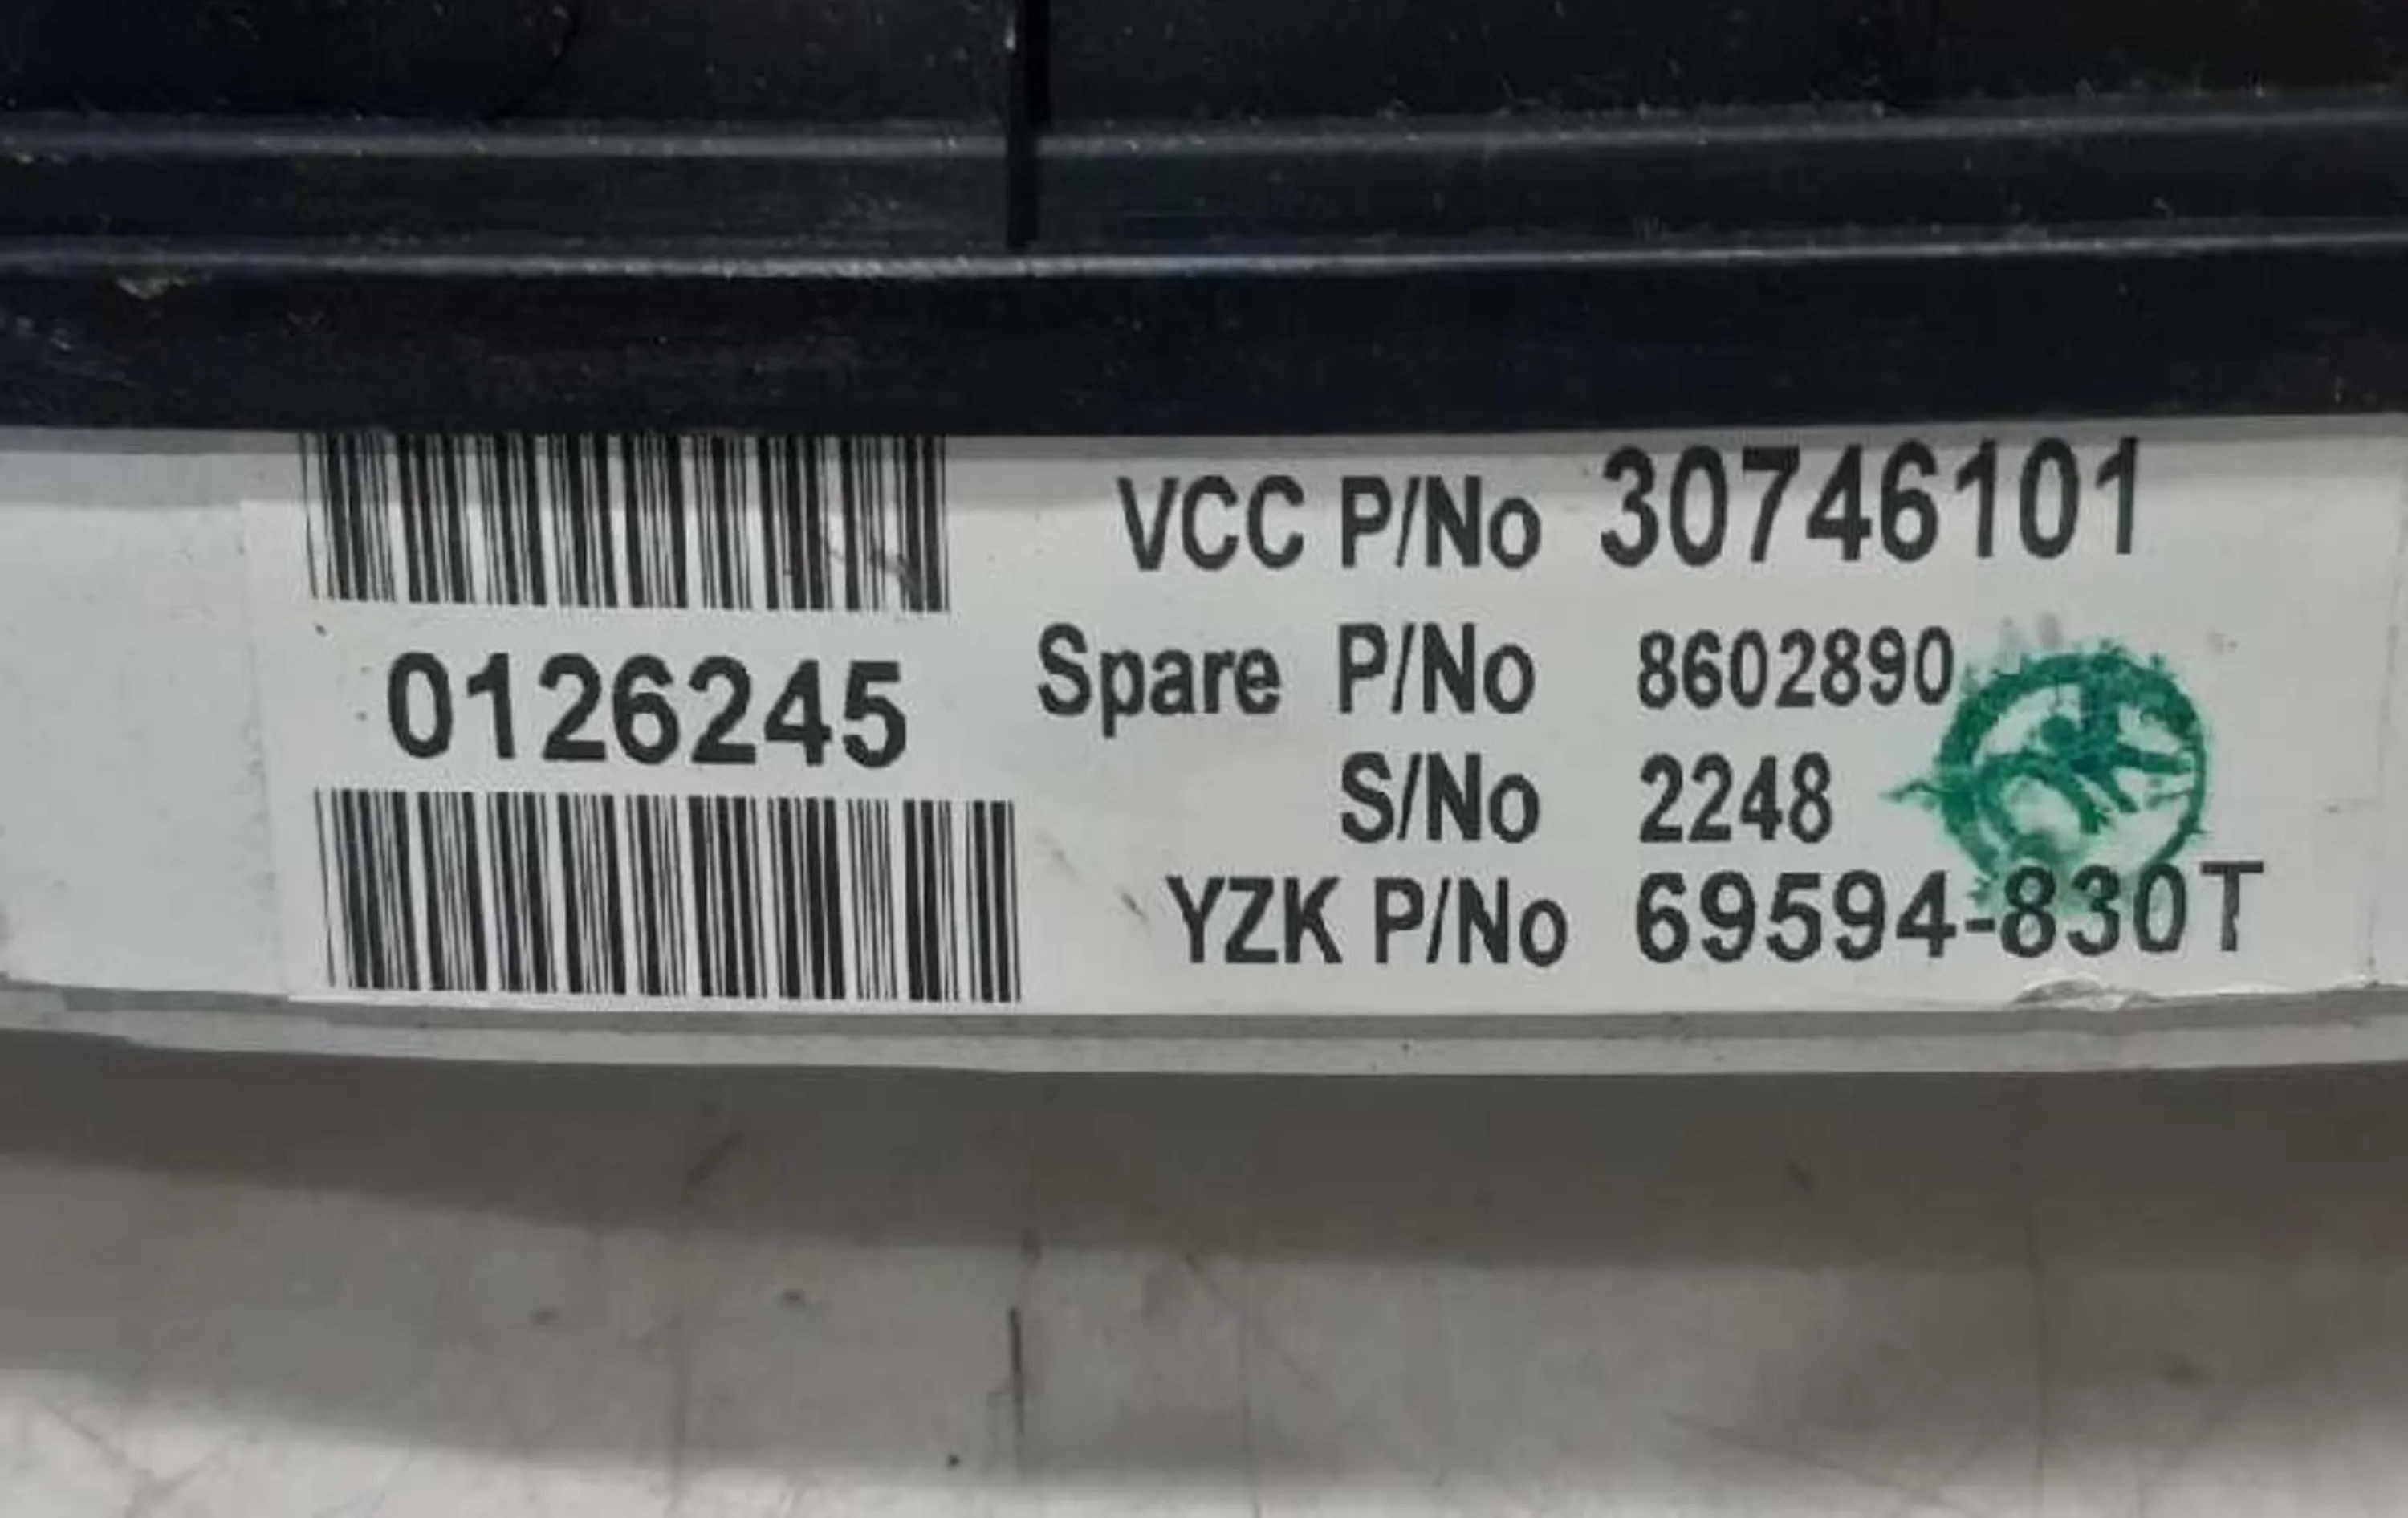 0126245
VCC P/No 30746101
Spare P/No 8602890
S/No 2248
YZK P/No 69594-830T